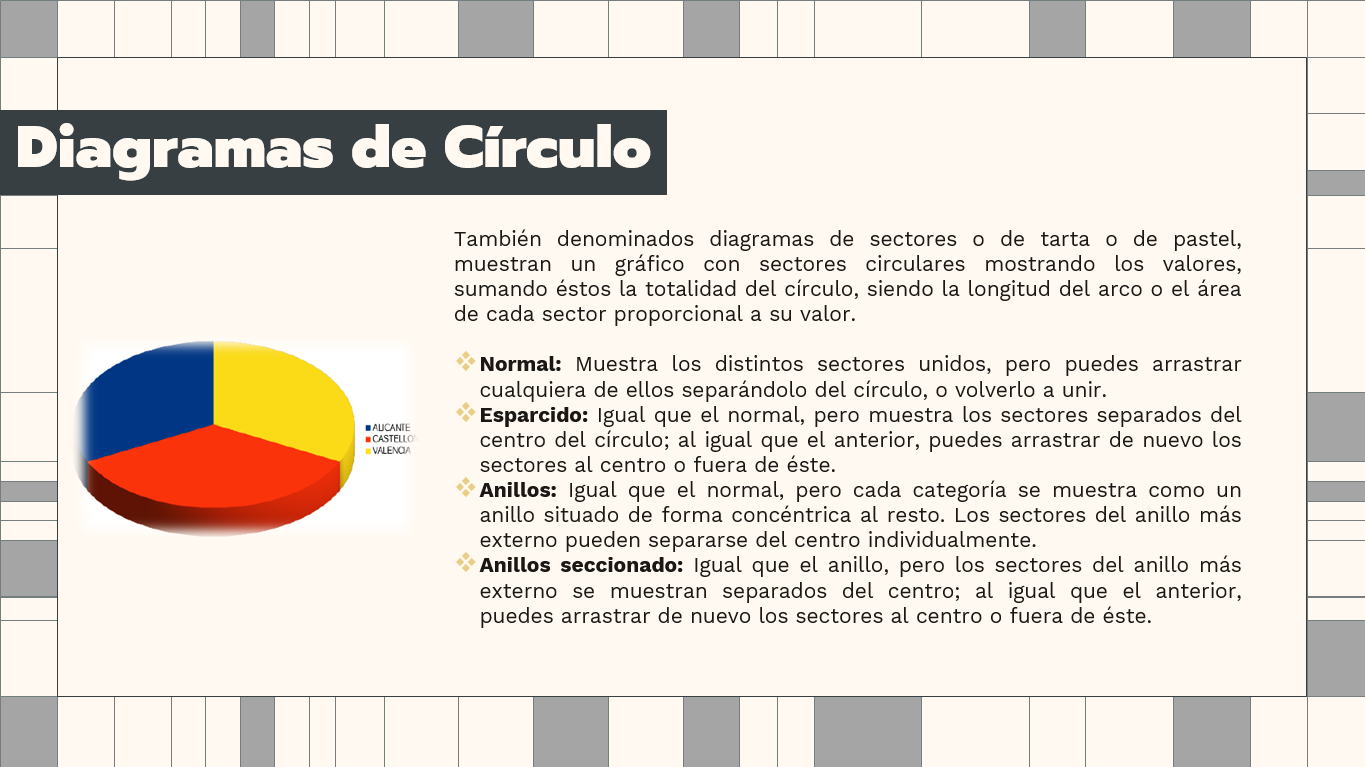 Diagramas de Círculo
También denominados diagramas de sectores o de tarta o de pastel,
muestran un gráfico con sectores circulares mostrando los valores,
sumando éstos la totalidad del círculo, siendo la longitud del arco o el área
de cada sector proporcional a su valor.
Normal: Muestra los distintos sectores unidos, pero puedes arrastrar
cualquiera de ellos separándolo del círculo, o volverlo a unir.
Esparcido: Igual que el normal, pero muestra los sectores separados del
centro del círculo; al igual que el anterior, puedes arrastrar de nuevo los
sectores al centro o fuera de éste.
Anillos: Igual que el normal, pero cada categoría se muestra como un
anillo situado de forma concéntrica al resto. Los sectores del anillo más
externo pueden separarse del centro individualmente.
Anillos seccionado: Igual que el anillo, pero los sectores del anillo más
externo se muestran separados del centro; al igual que el anterior,
puedes arrastrar de nuevo los sectores al centro o fuera de éste.
ALICANTE
CASTELLON
VALENCIA